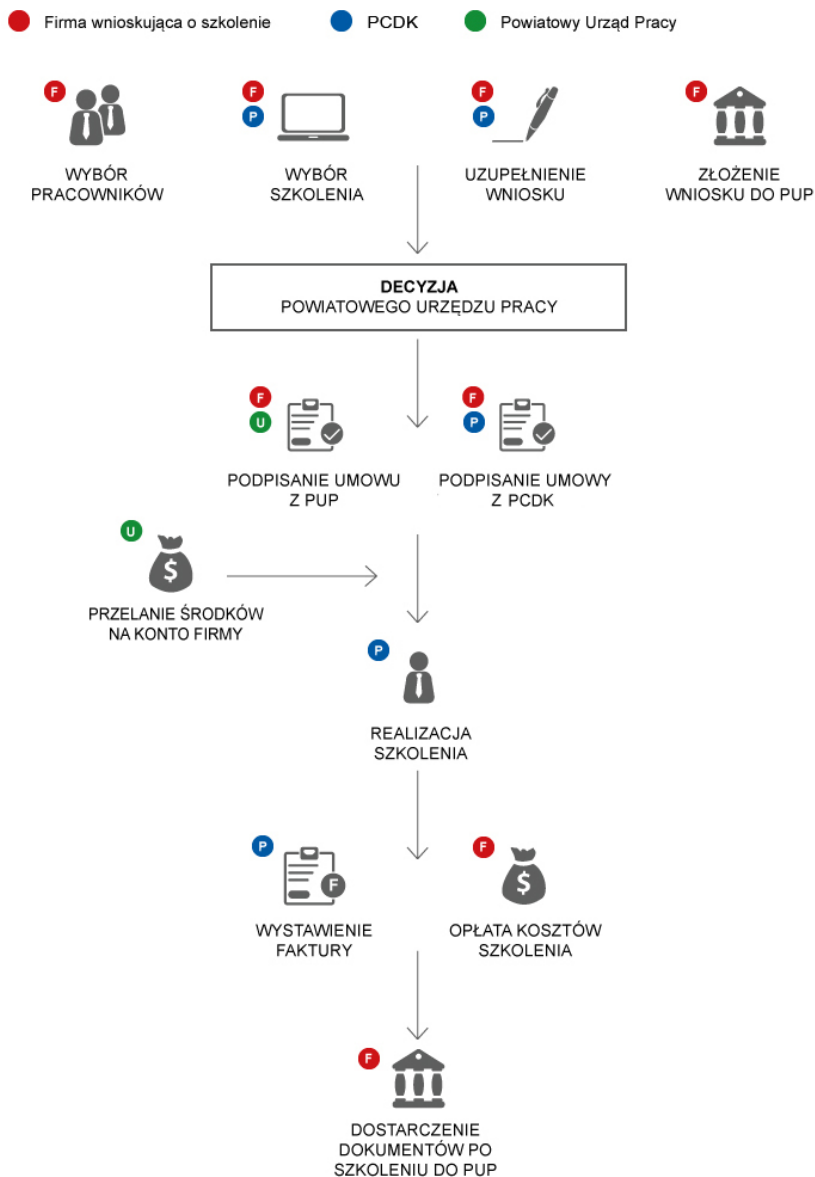 Firma wnioskująca o szkolenie
PCDK
Powiatowy Urząd Pracy
F
F
P
F
P
F
WYBÓR
PRACOWNIKÓW
WYBÓR
SZKOLENIA
UZUPEŁNIENIE
WNIOSKU
ZŁOŻENIE
WNIOSKU DO PUP
DECYZJA
POWIATOWEGO URZĘDZU PRACY
F
U
F
P
PODPISANIE UMOWU
Z PUP
PODPISANIE UMOWY
Z PCDK
U
$
PRZELANIE ŚRODKÓW
NA KONTO FIRMY
P
REALIZACJA
SZKOLENIA
P
F
F
$
WYSTAWIENIE
FAKTURY
OPŁATA KOSZTÓW
SZKOLENIA
F
DOSTARCZENIE
DOKUMENTÓW PO
SZKOLENIU DO PUP